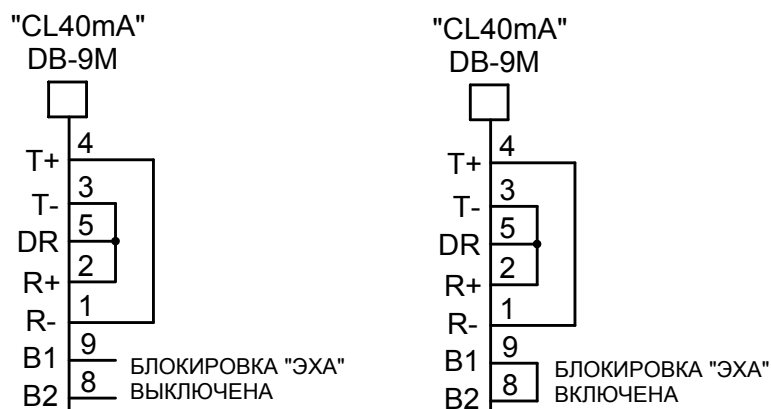 "CL40mA"
DB-9M
T+ 4
T- 3
DR 5
R+ 2
R- 1
B1 9
B2 8
БЛОКИРОВКА "ЭХА"
ВЫКЛЮЧЕНА
"CL40mA"
DB-9M
T+ 4
T- 3
DR 5
R+ 2
R- 1
B1 9
B2 8
БЛОКИРОВКА "ЭХА"
ВКЛЮЧЕНА